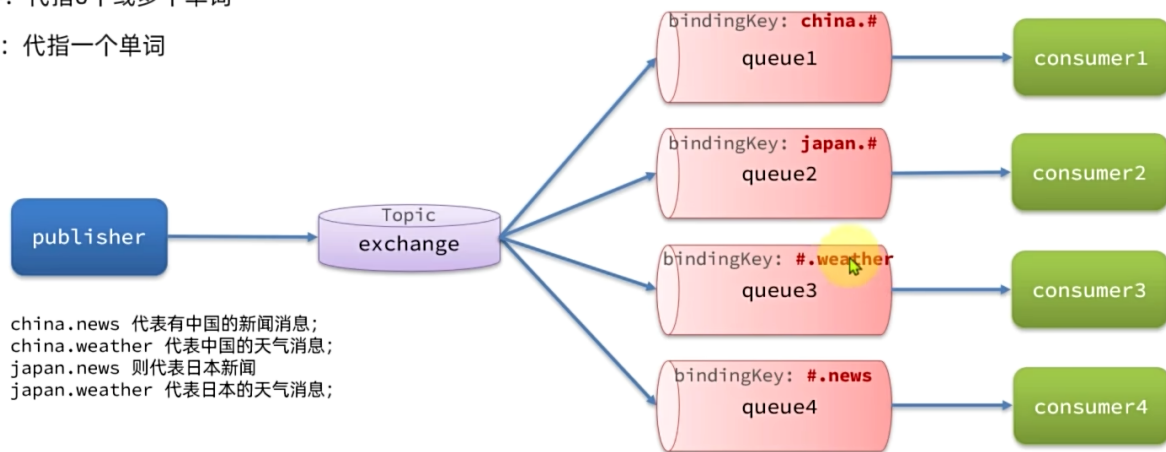 : 代指一个单词
bindingKey: china.#
queue1
consumer1
bindingKey: japan.#
queue2
consumer2
publisher
Topic
exchange
bindingKey: #.weather
queue3
consumer3
china.news 代表有中国的新闻消息;
china.weather 代表中国的天气消息;
japan.news 则代表日本新闻
japan.weather 代表日本的天气消息;
bindingKey: #.news
queue4
consumer4